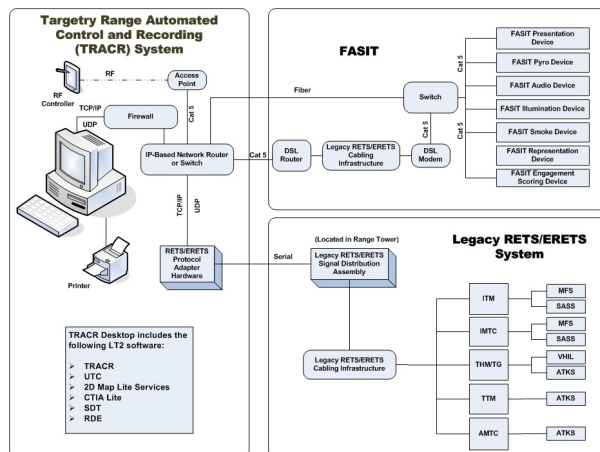 Targetry Range Automated
Control and Recording
(TRACR) System
RF
RF
Controller
Access
Point
TCP/IP
UDP
Firewall
Cat 5
IP-Based Network Router
or Switch
TCP/IP
UDP
Printer
RETS/ERETS
Protocol
Adapter
Hardware
TRACR Desktop includes the
following LT2 software:
➢ TRACR
➢ UTC
➢ 2D Map Lite Services
➢ CTIA Lite
➢ SDT
➢ RDE
FASIT
Fiber
Cat 5
DSL
Router
Legacy RETS/ERETS
Cabling
Infrastructure
DSL
Modem
Cat 5
Switch
Cat 5
Cat 5
FASIT Presentation
Device
FASIT Pyro Device
FASIT Audio Device
FASIT Illumination Device
FASIT Smoke Device
FASIT Representation
Device
FASIT Engagement
Scoring Device
Legacy RETS/ERETS
System
Serial
(Located in Range Tower)
Legacy RETS/ERETS
Signal Distribution
Assembly
Legacy RETS/ERETS
Cabling Infrastructure
ITM
MFS
SASS
IMTC
MFS
SASS
THM/TG
VHIL
ATKS
TTM
ATKS
AMTC
ATKS